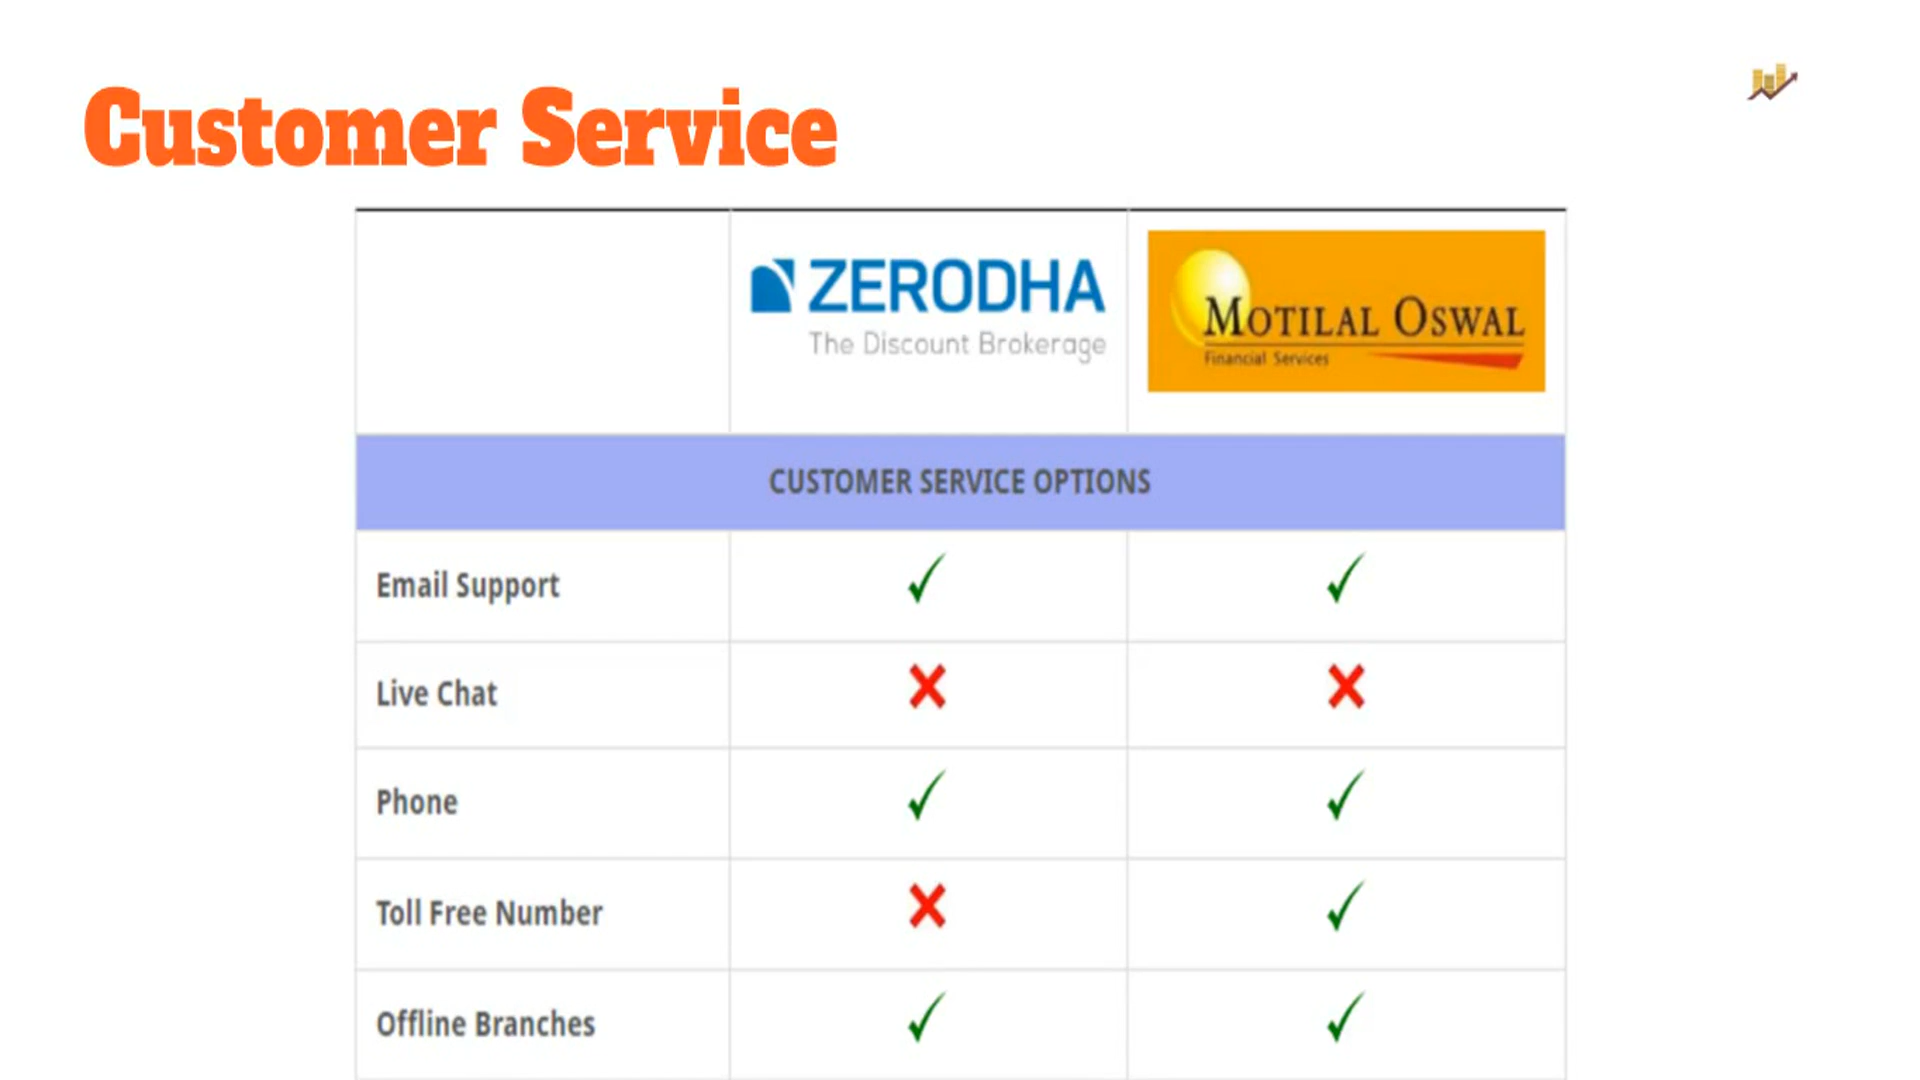 Customer Service
ZERODHA
The Discount Brokerage
MOTILAL OSWAL
Financial Services
CUSTOMER SERVICE OPTIONS
Email Support
Live Chat
Phone
Toll Free Number
Offline Branches